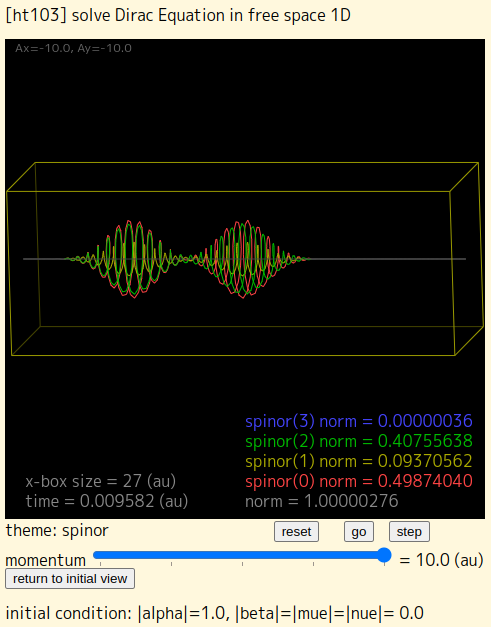 [ht103] solve Dirac Equation in free space 1D
Ax=-10.0, Ay=-10.0
spinor(3) norm = 0.00000036
spinor(2) norm = 0.40755638
spinor(1) norm = 0.09370562
x-box size = 27 (au) spinor(0) norm = 0.49874040
time = 0.009582 (au) norm = 1.00000276
theme: spinor reset go step
momentum = 10.0 (au)
return to initial view
initial condition: |alpha|=1.0, |beta|=|mue|=|nue|= 0.0